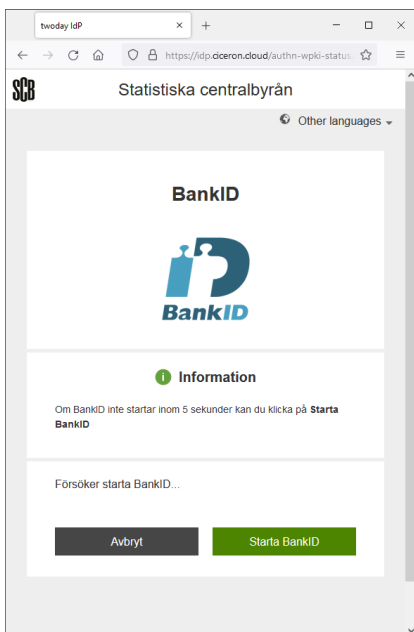 twoday IdP
https://idp.ciceron.cloud/authn-wpki-status
SCB
Statistiska centralbyrån
Other languages
BankID
BankID
Information
Om BankID inte startar inom 5 sekunder kan du klicka på Starta
BankID
Försöker starta BankID...
Avbryt
Starta BankID